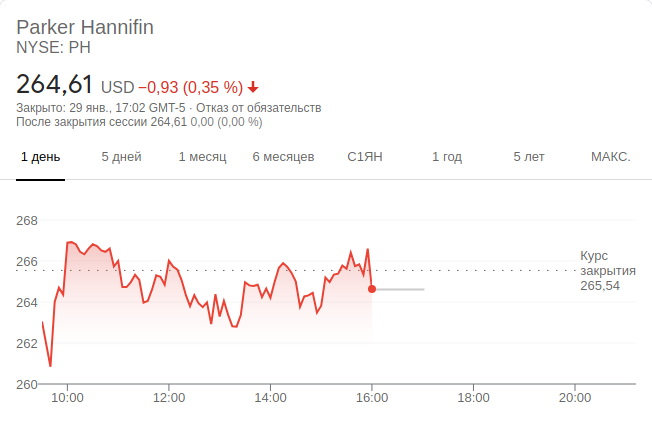 Parker Hannifin
NYSE: PH
264,61 USD −0,93 (0,35 %)
Закрыто: 29 янв., 17:02 GMT-5 · Отказ от обязательств
После закрытия сессии 264,61 0,00 (0,00 %)
1 день 5 дней 1 месяц 6 месяцев С1ЯН 1 год 5 лет МАКС.
268
266
264
262
260
Курс
закрытия
265,54
10:00 12:00 14:00 16:00 18:00 20:00